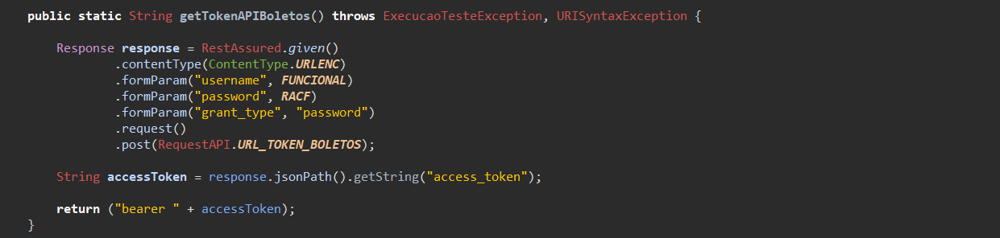 public static String getTokenAPIBoletos() throws ExecucaoTesteException, URISyntaxException {
Response response = RestAssured.given()
.contentType(ContentType.URLENC)
.formParam("username", FUNCIONAL)
.formParam("password", RACF)
.formParam("grant_type", "password")
.request()
.post(RequestAPI.URL_TOKEN_BOLETOS);
String accessToken = response.jsonPath().getString("access_token");
return ("bearer " + accessToken);
}